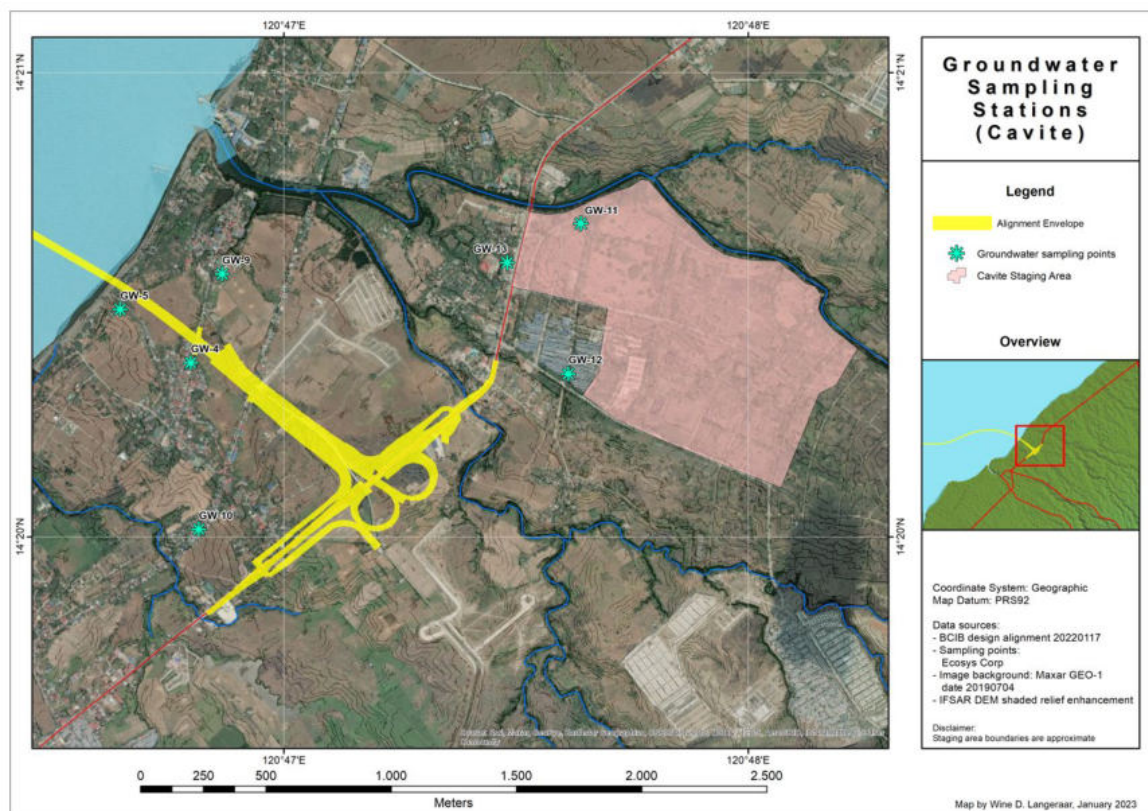 120°47'E 120°48'E
14°21'N 14°21'N
GW-11
GW-13
GW-9
GW-5
GW-4
GW-12
GW-10
14°20'N 14°20'N
120°47'E 120°48'E
0 250 500 1.000 1.500 2.000 2.500
Meters
Groundwater
Sampling
Stations
(Cavite)
Legend
Alignment Envelope
Groundwater sampling points
Cavite Staging Area
Overview
Coordinate System: Geographic
Map Datum: PRS92
Data sources:
- BCIB design alignment 20220117
- Sampling points:
Ecosys Corp
- Image background: Maxar GEO-1
date 20190704
- IFSAR DEM shaded relief enhancement
Disclaimer:
Staging area boundaries are approximate
Map by Wine D. Langeraar, January 2023